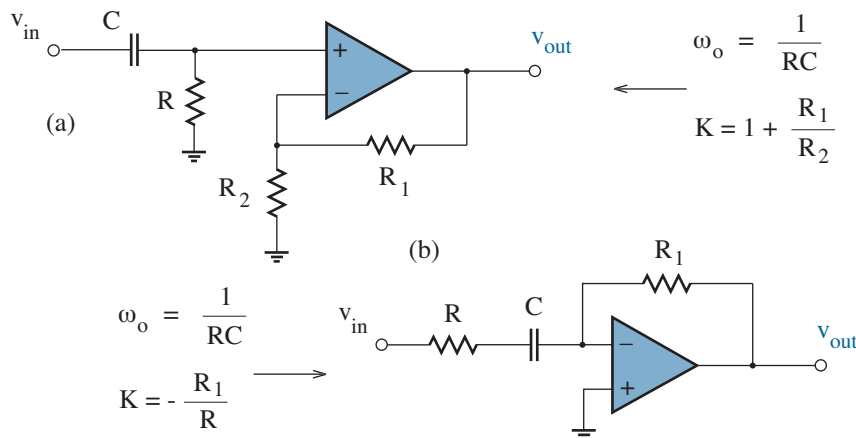 v_in
C
+
−
v_out
R
(a)
R_1
R_2
ω_o = 1/RC
K = 1 + R_1/R_2
(b)
ω_o = 1/RC
K = - R_1/R
v_in
R
C
R_1
−
+
v_out